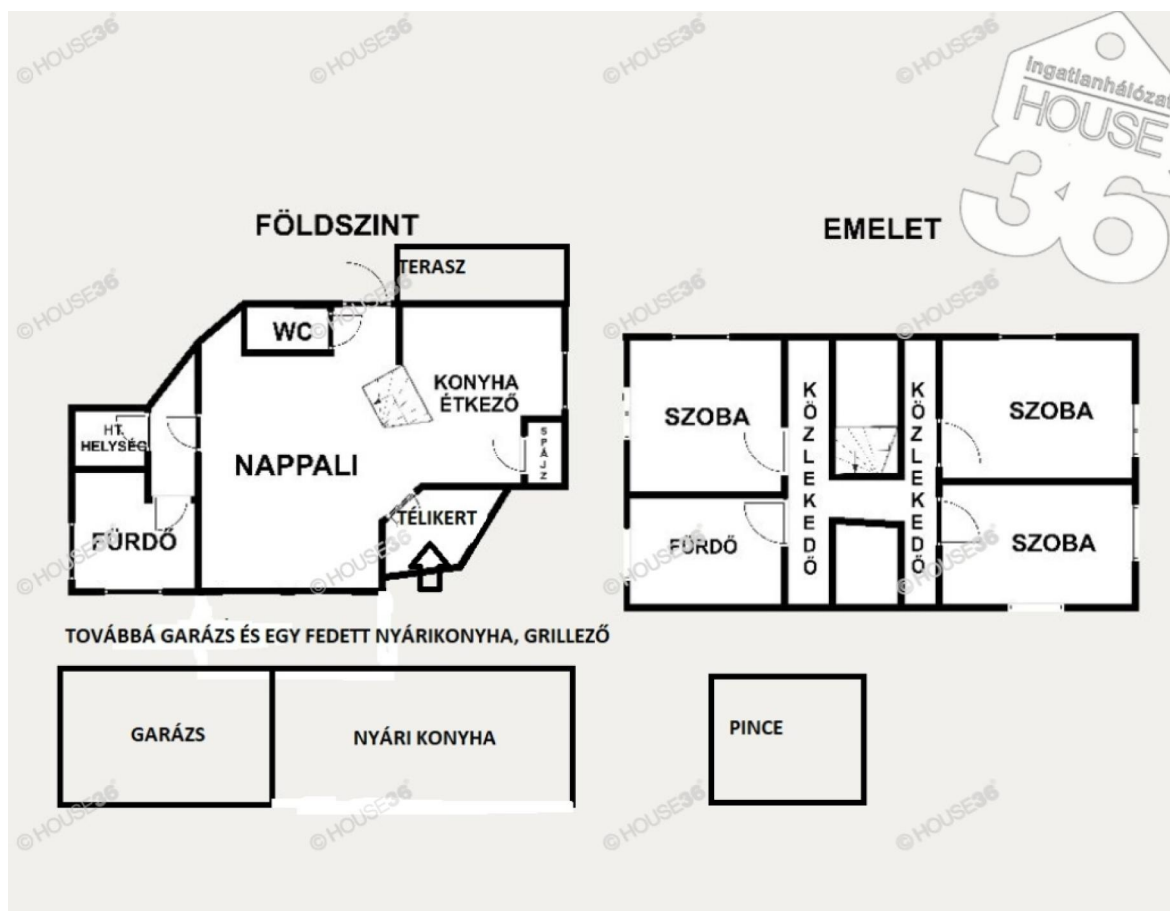 © HOUSE36
© HOUSE36
© HOUSE36
© HOUSE36
ingatlanhálózat
HOUSE
36
FÖLDSZINT
EMELET
TERASZ
© HOUSE36
© HOUSE36
© HOUSE36
© HOUSE36
WC
KONYHA
ÉTKEZŐ
SZOBA
KÖZLEKEDŐ
KÖZLEKEDŐ
SZOBA
HT.
HELYSÉG
NAPPALI
SPÁJZ
TÉLIKERT
FÜRDŐ
FÜRDŐ
SZOBA
© HOUSE36
© HOUSE36
© HOUSE36
© HOUSE36
TOVÁBBÁ GARÁZS ÉS EGY FEDETT NYÁRIKONYHA, GRILLEZŐ
GARÁZS
NYÁRI KONYHA
PINCE
© HOUSE36
© HOUSE36
© HOUSE36
© HOUSE36